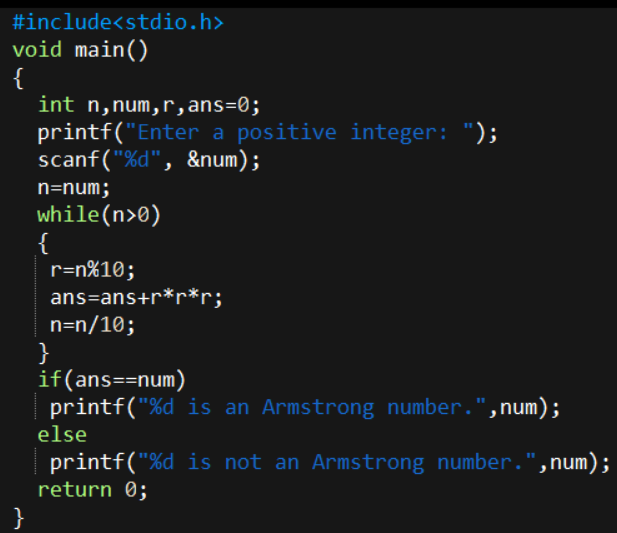 #include<stdio.h>
void main()
{
int n,num,r,ans=0;
printf("Enter a positive integer: ");
scanf("%d", &num);
n=num;
while(n>0)
{
r=n%10;
ans=ans+r*r*r;
n=n/10;
}
if(ans==num)
printf("%d is an Armstrong number.",num);
else
printf("%d is not an Armstrong number.",num);
return 0;
}